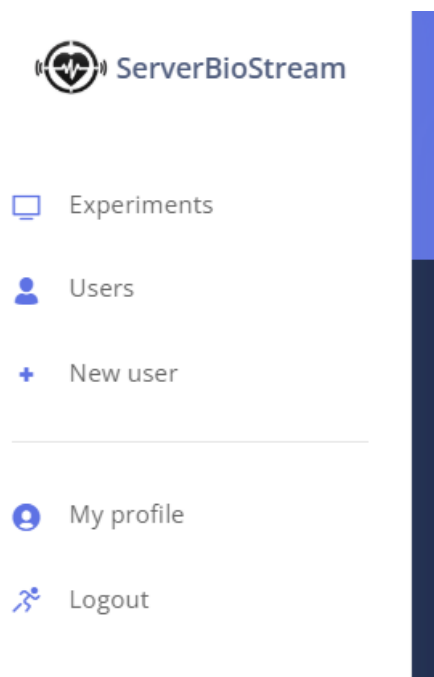 ServerBioStream
Experiments
Users
New user
My profile
Logout